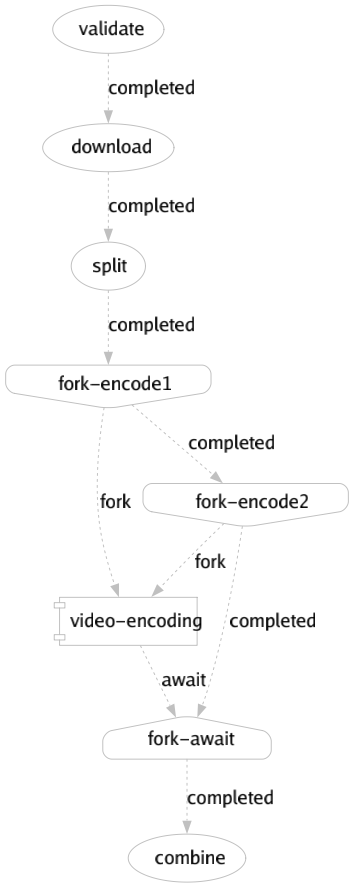 validate
completed
download
completed
split
completed
fork-encode1
completed
fork-encode2
fork
fork
video-encoding
completed
await
fork-await
completed
combine